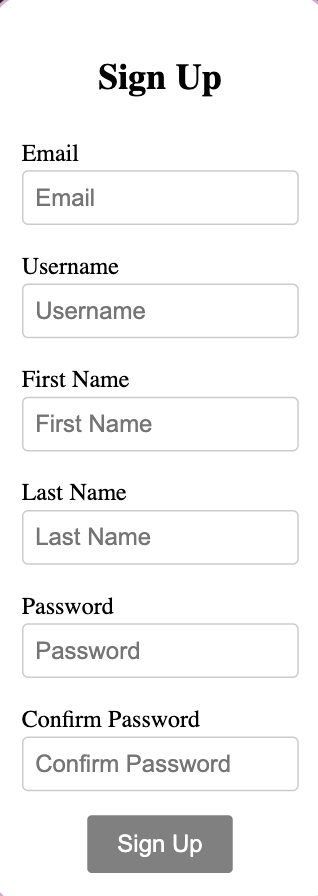 Sign Up
Email
Email
Username
Username
First Name
First Name
Last Name
Last Name
Password
Password
Confirm Password
Confirm Password
Sign Up